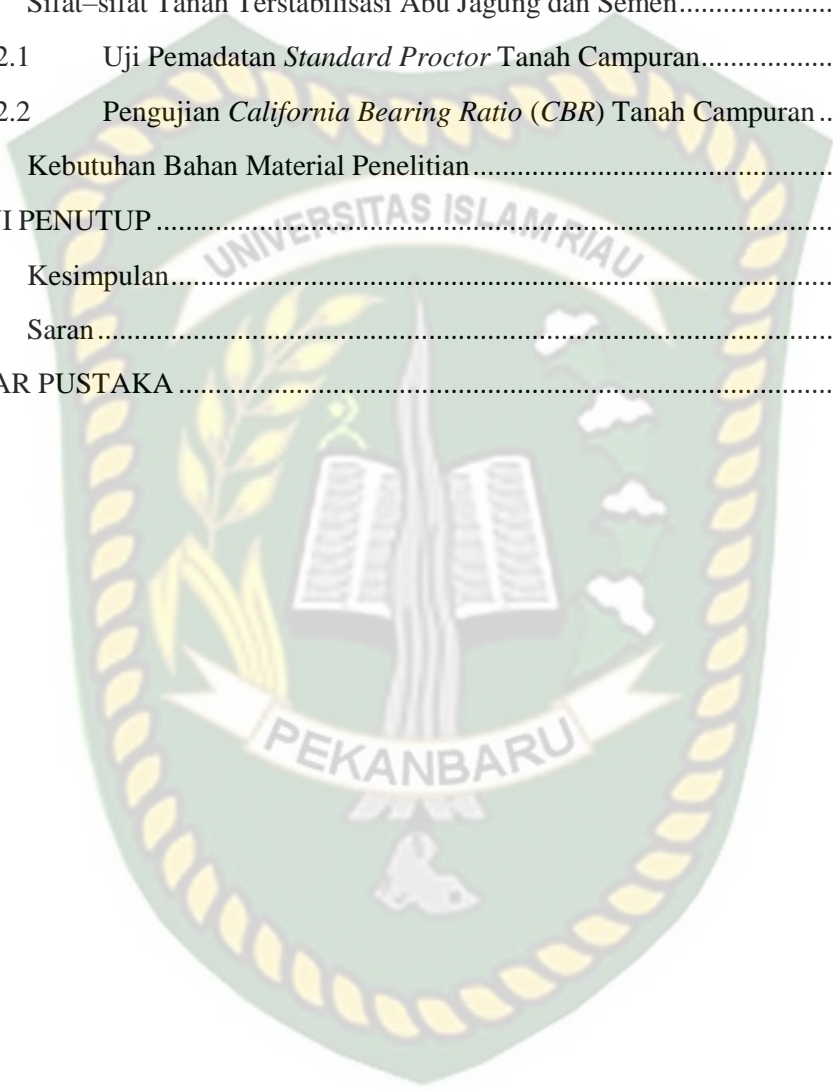 Sifat–sifat Tanah Terstabilisasi Abu Jagung dan Semen....................
2.1 Uji Pemadatan Standard Proctor Tanah Campuran....................
2.2 Pengujian California Bearing Ratio (CBR) Tanah Campuran..
Kebutuhan Bahan Material Penelitian....................
I PENUTUP....................
UNIVERSITAS ISLAM RIAU
Kesimpulan....................
Saran....................
AR PUSTAKA....................
PEKANBARU